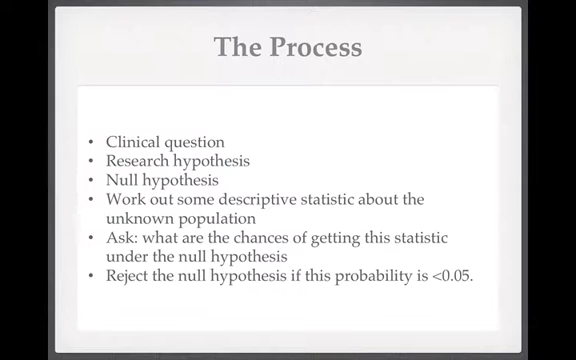 The Process
• Clinical question
• Research hypothesis
• Null hypothesis
• Work out some descriptive statistic about the
unknown population
• Ask: what are the chances of getting this statistic
under the null hypothesis
• Reject the null hypothesis if this probability is <0.05.